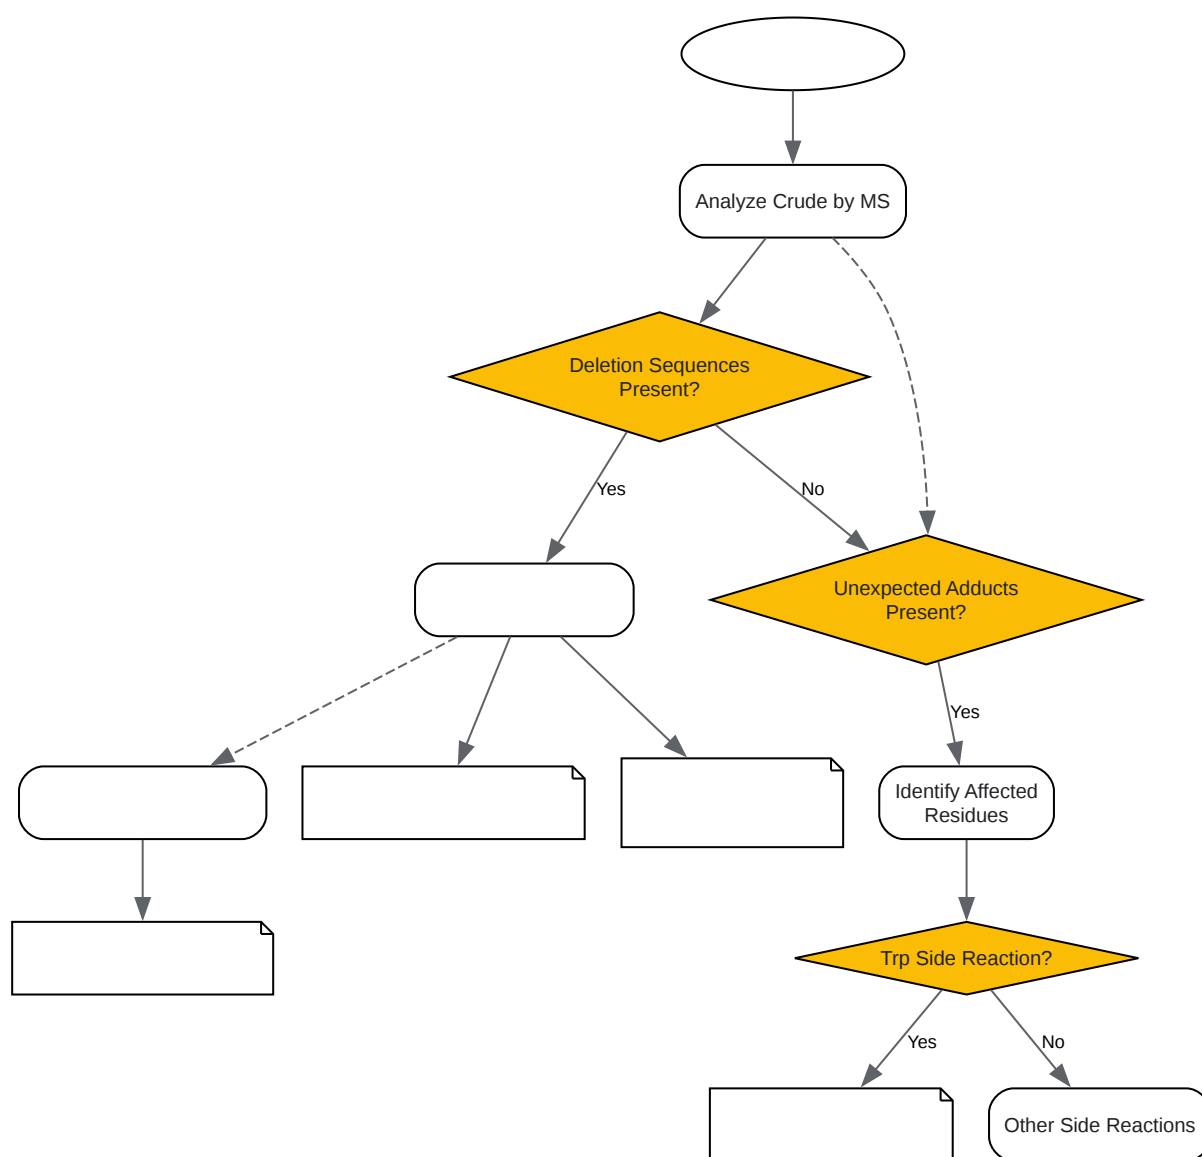 Analyze Crude by MS
Deletion Sequences
Present?
Yes
No
Unexpected Adducts
Present?
Yes
Identify Affected
Residues
Trp Side Reaction?
Yes
No
Other Side Reactions